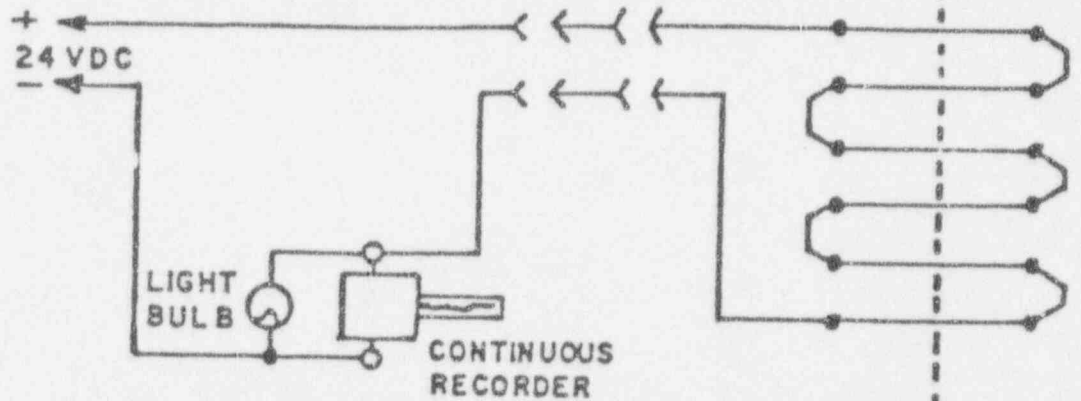 +
24 VDC
−
LIGHT
BULB
CONTINUOUS
RECORDER